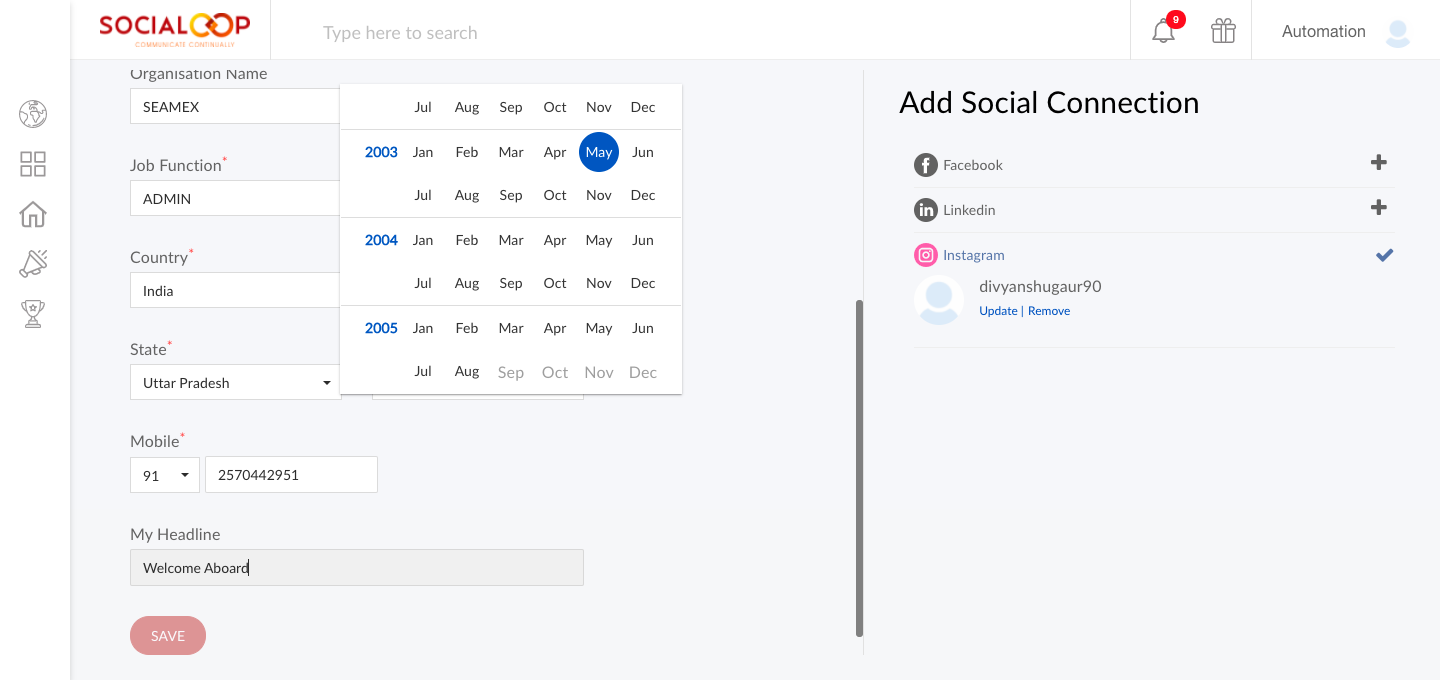 SOCIALOOP
COMMUNICATE CONTINUALLY
Type here to search
9
Automation
Organisation Name
SEAMEX
Job Function*
ADMIN
Country*
India
State*
Uttar Pradesh
Jul Aug Sep Oct Nov Dec
2003 Jan Feb Mar Apr May Jun
Jul Aug Sep Oct Nov Dec
2004 Jan Feb Mar Apr May Jun
Jul Aug Sep Oct Nov Dec
2005 Jan Feb Mar Apr May Jun
Jul Aug Sep Oct Nov Dec
Mobile*
91 2570442951
My Headline
Welcome Aboard
SAVE
Add Social Connection
Facebook
Linkedin
Instagram
divyanshugaur90
Update | Remove